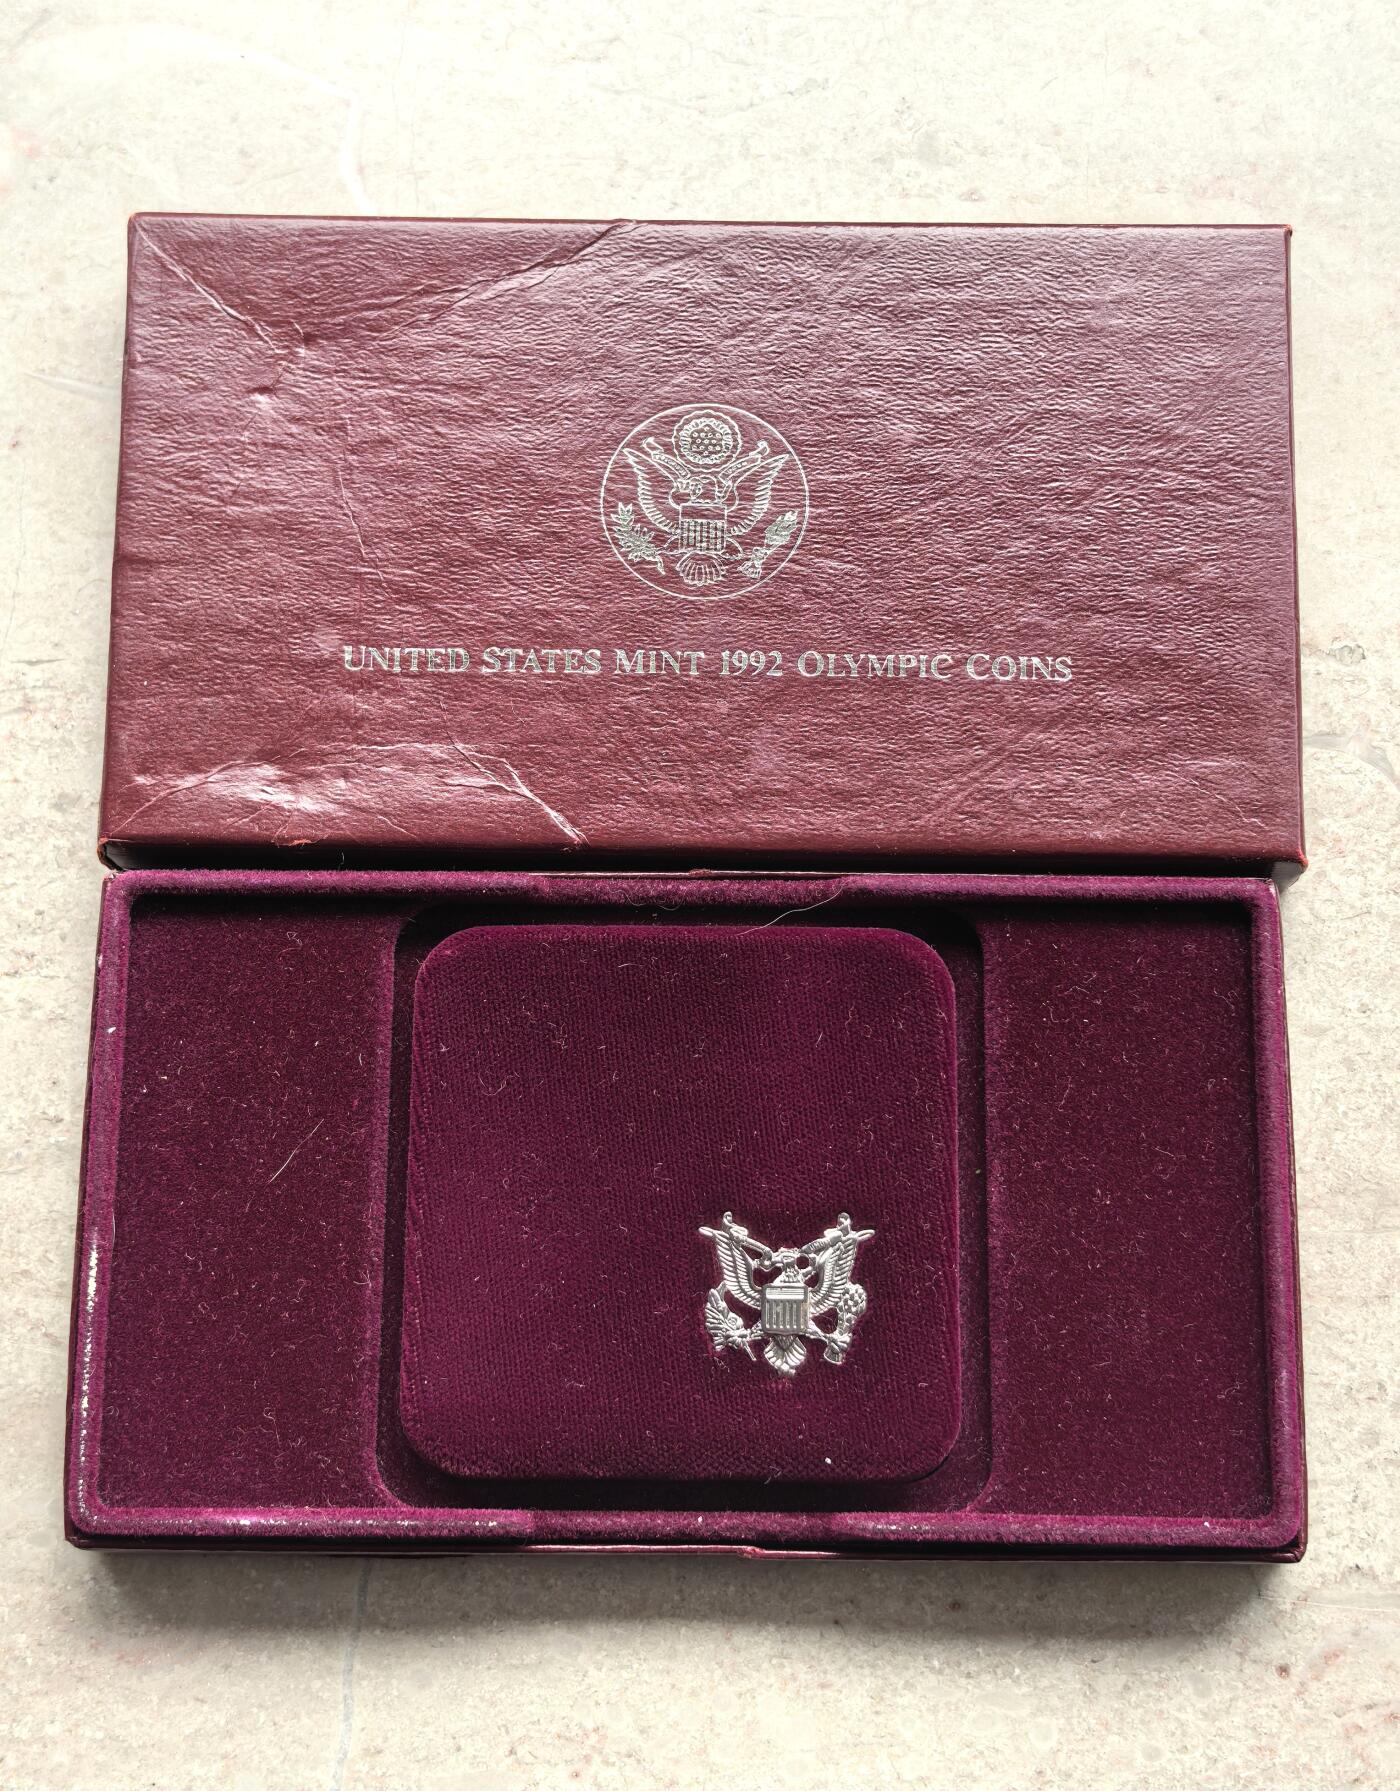 UNITED STATES MINT 1992 OLYMPIC COINS